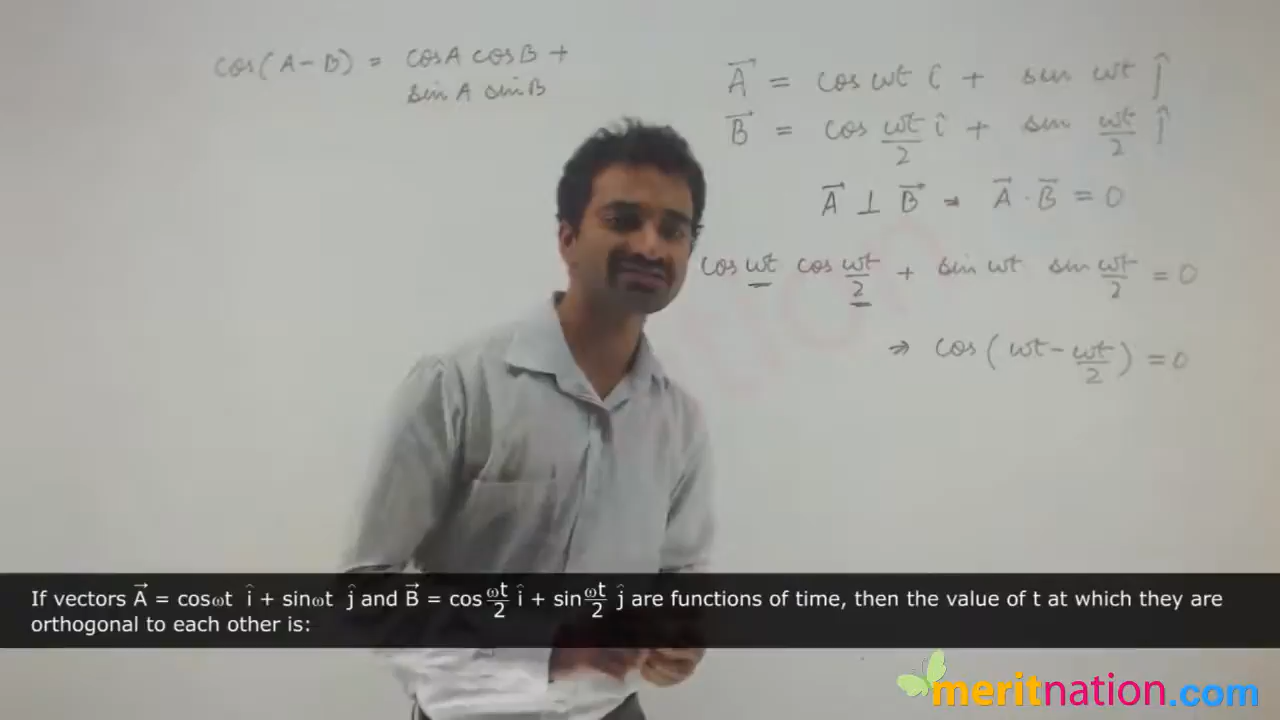 cos(A-B) = cosA cosB +
sinA sinB
A⃗ = cos ωt î + sin ωt ĵ
B⃗ = cos ωt/2 î + sin ωt/2 ĵ
A⃗ ⊥ B⃗ ⇒ A⃗ · B⃗ = 0
cos ωt cos ωt/2 + sin ωt sin ωt/2 = 0
⇒ cos(ωt - ωt/2) = 0
If vectors A⃗ = cosωt î + sinωt ĵ and B⃗ = cos ωt/2 î + sin ωt/2 ĵ are functions of time, then the value of t at which they are
orthogonal to each other is:
meritnation.com